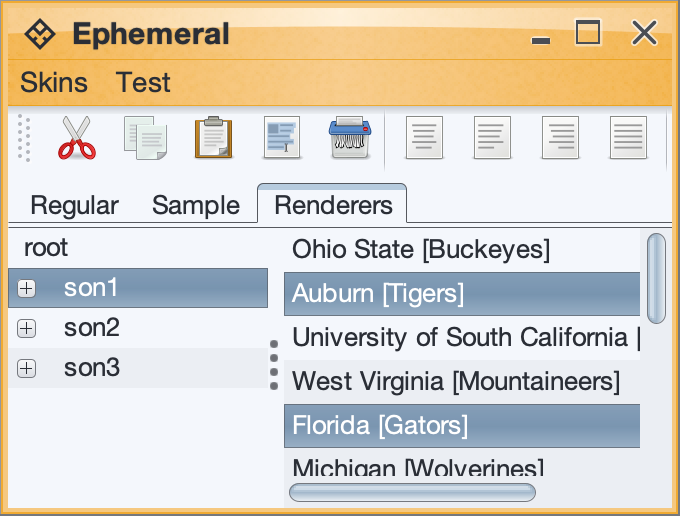 Ephemeral
Skins Test
Regular Sample Renderers
root
son1
son2
son3
Ohio State [Buckeyes]
Auburn [Tigers]
University of South California [
West Virginia [Mountaineers]
Florida [Gators]
Michigan [Wolverines]